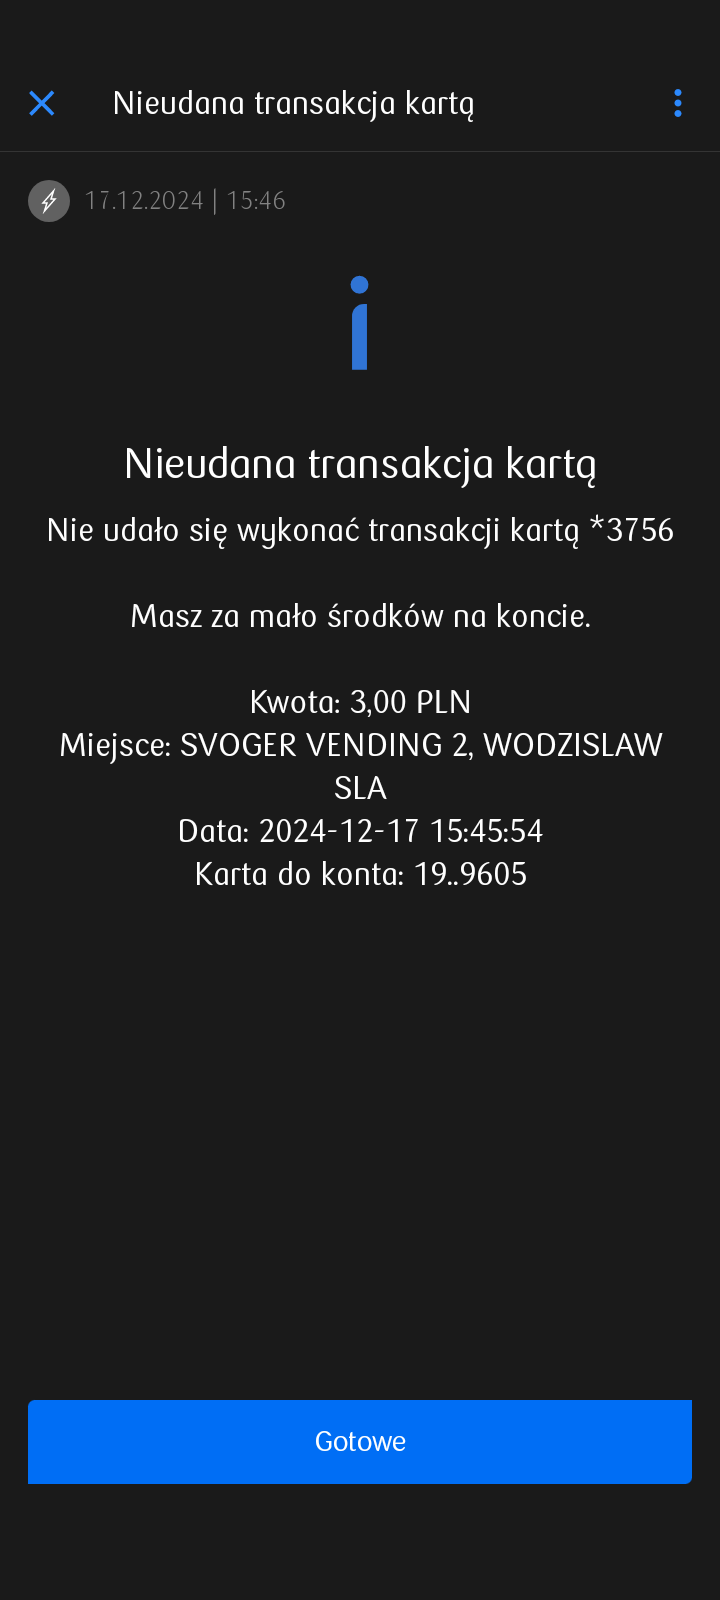 Nieudana transakcja kartą
17.12.2024 | 15:46
Nieudana transakcja kartą
Nie udało się wykonać transakcji kartą *3756
Masz za mało środków na koncie.
Kwota: 3,00 PLN
Miejsce: SVOGER VENDING 2, WODZISLAW
SLA
Data: 2024-12-17 15:45:54
Karta do konta: 19..9605
Gotowe